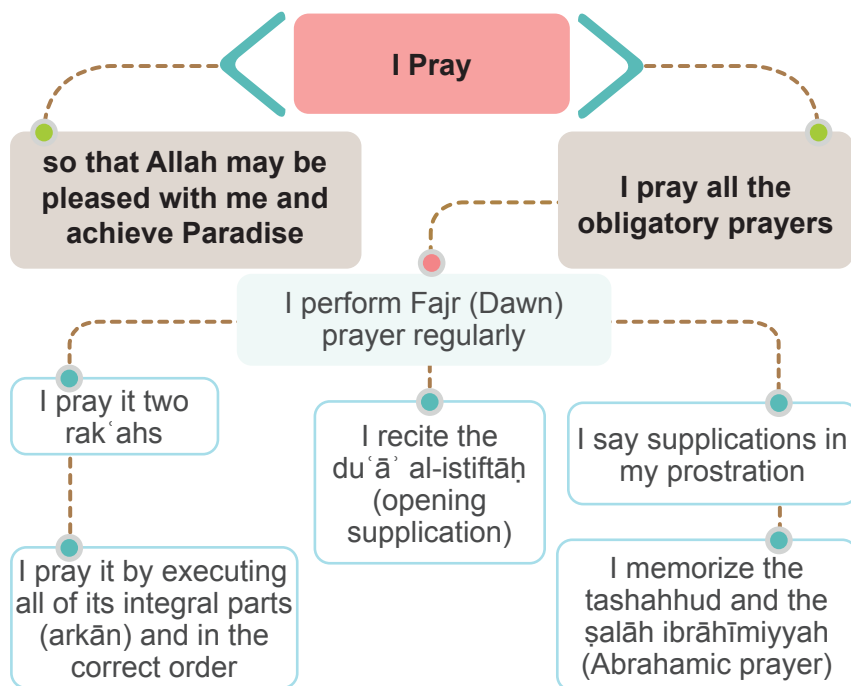 I Pray
so that Allah may be
pleased with me and
achieve Paradise
I pray all the
obligatory prayers
I perform Fajr (Dawn)
prayer regularly
I pray it two
rakʿahs
I recite the
duʿāʾ al-istiftāḥ
(opening
supplication)
I say supplications in
my prostration
I pray it by executing
all of its integral parts
(arkān) and in the
correct order
I memorize the
tashahhud and the
ṣalāh ibrāhīmiyyah
(Abrahamic prayer)